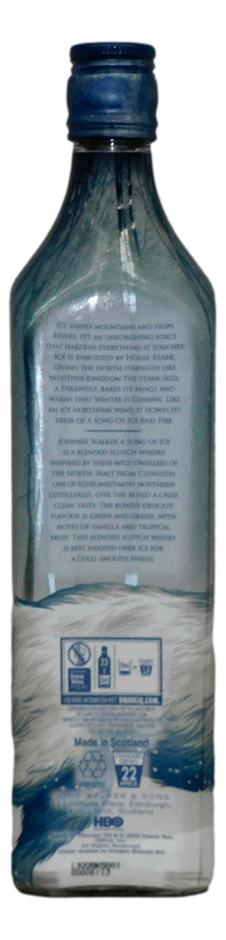 ICE SHAPES MOUNTAINS AND STOPS
RIVERS. IT'S AN UNFORGIVING FORCE
THAT HARDENS EVERYTHING IT TOUCHES.
ICE IS EMBODIED BY HOUSE STARK,
GIVING THE NORTH STRENGTH LIKE
NO OTHER KINGDOM. THE STARK SIGIL,
A DIREWOLF, BARES ITS FANGS AND
WARNS THAT WINTER IS COMING. LIKE
AN ICY NORTHERN WIND, IT HOWLS ITS
VERSE OF A SONG OF ICE AND FIRE.
JOHNNIE WALKER A SONG OF ICE
IS A BLENDED SCOTCH WHISKY
INSPIRED BY THESE WILD DWELLERS OF
THE NORTH. MALT FROM CLYNELISH,
ONE OF SCOTLAND'S MOST NORTHERN
DISTILLERIES, GIVE THE BLEND A CRISP,
CLEAN TASTE. THE BLEND'S DELICATE
FLAVOUR IS GREEN AND GRASSY, WITH
NOTES OF VANILLA AND TROPICAL
FRUIT. THIS BLENDED SCOTCH WHISKY
IS BEST ENJOYED OVER ICE FOR
A COLD, SMOOTH FINISH.
23
DRINKIQ.COM
Made in Scotland
22
JOHN WALKER & SONS
Place, Edinburgh,
Scotland
HBO
All Rights Reserved.